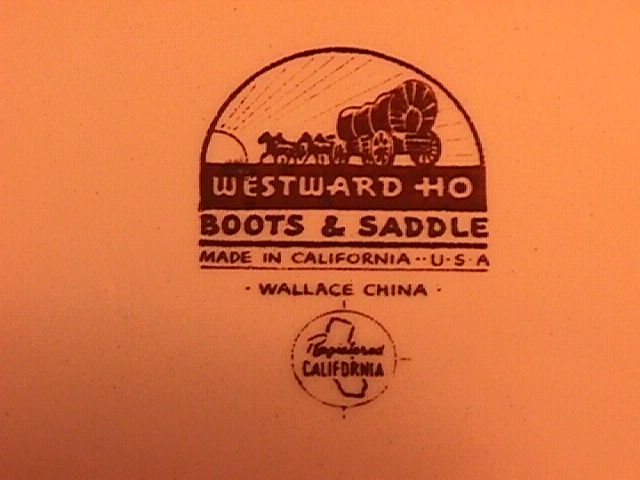 WESTWARD HO
BOOTS & SADDLE
MADE IN CALIFORNIA ·· U·S·A
· WALLACE CHINA ·
Registered
CALIFORNIA